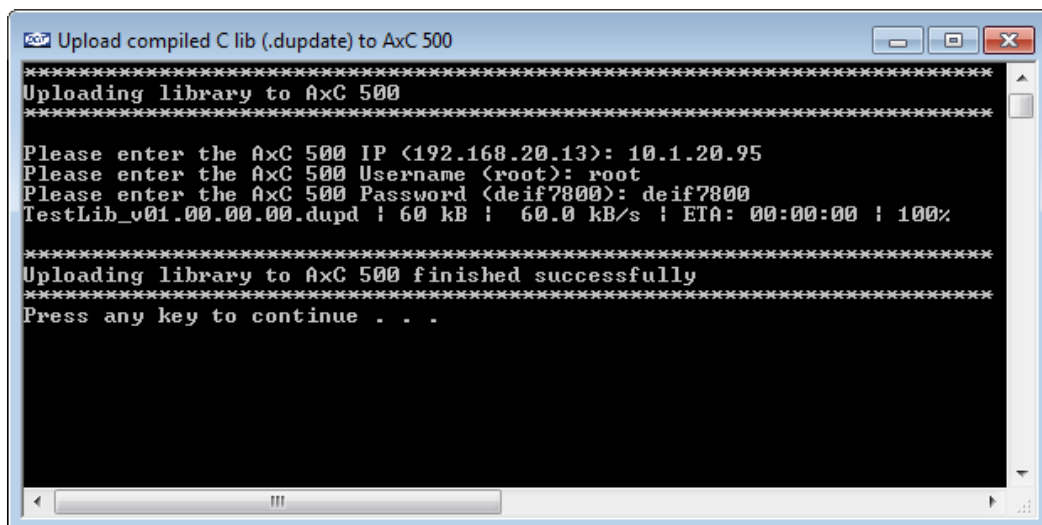 Upload compiled C lib (.dupdate) to AxC 500
************************************************************************
Uploading library to AxC 500
************************************************************************
Please enter the AxC 500 IP (192.168.20.13): 10.1.20.95
Please enter the AxC 500 Username (root): root
Please enter the AxC 500 Password (deif7800): deif7800
TestLib_v01.00.00.00.dupd | 60 kB |  60.0 kB/s | ETA: 00:00:00 | 100%
************************************************************************
Uploading library to AxC 500 finished successfully
************************************************************************
Press any key to continue . . .